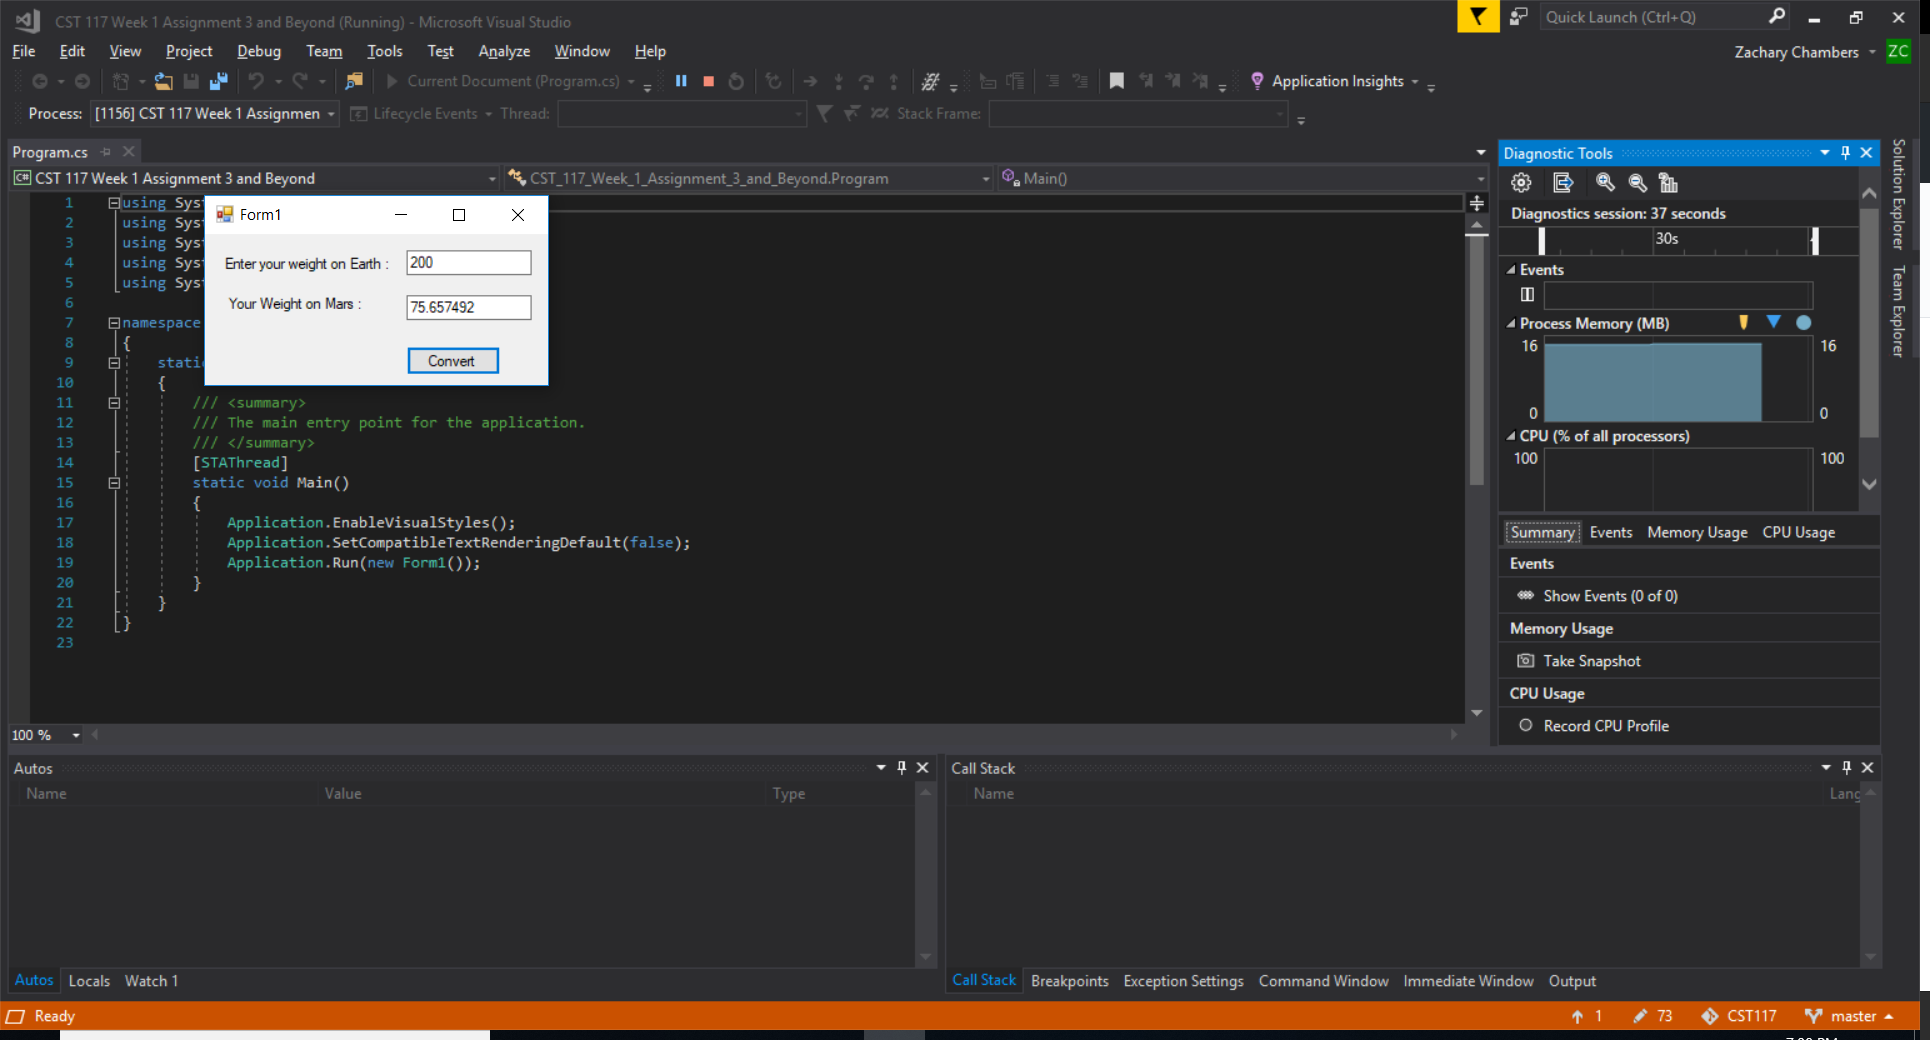 CST 117 Week 1 Assignment 3 and Beyond (Running) - Microsoft Visual Studio
Quick Launch (Ctrl+Q)
File Edit View Project Debug Team Tools Test Analyze Window Help
Zachary Chambers ZC
Current Document (Program.cs)
Application Insights
Process: [1156] CST 117 Week 1 Assignmen Lifecycle Events Thread: Stack Frame:
Program.cs
C# CST 117 Week 1 Assignment 3 and Beyond CST_117_Week_1_Assignment_3_and_Beyond.Program Main()
1 using Syst
2 using Syst
3 using Syst
4 using Syst
5 using Syst
6
7 namespace
8 {
9 static
10 {
11 /// <summary>
12 /// The main entry point for the application.
13 /// </summary>
14 [STAThread]
15 static void Main()
16 {
17 Application.EnableVisualStyles();
18 Application.SetCompatibleTextRenderingDefault(false);
19 Application.Run(new Form1());
20 }
21 }
22 }
23
Form1
Enter your weight on Earth : 200
Your Weight on Mars : 75.657492
Convert
100 %
Diagnostic Tools
Diagnostics session: 37 seconds
30s
Events
Process Memory (MB)
16 16
0 0
CPU (% of all processors)
100 100
Summary Events Memory Usage CPU Usage
Events
Show Events (0 of 0)
Memory Usage
Take Snapshot
CPU Usage
Record CPU Profile
Solution Explorer
Team Explorer
Autos
Name Value Type
Autos Locals Watch 1
Call Stack
Name Lang
Call Stack Breakpoints Exception Settings Command Window Immediate Window Output
Ready
1 73 CST117 master